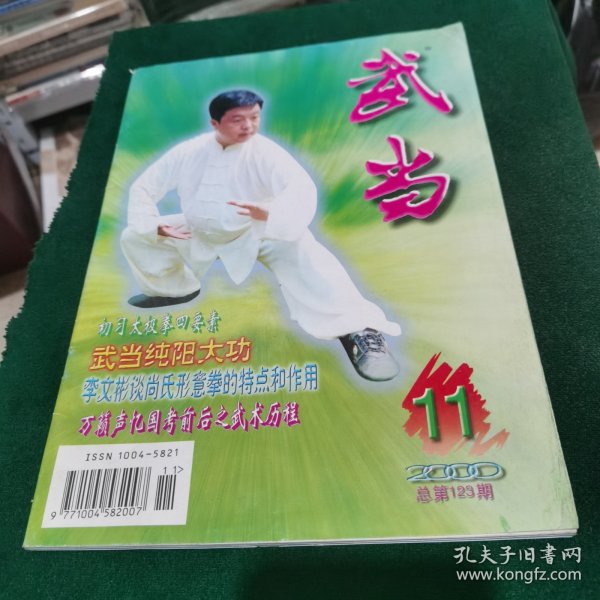 武当
初习太极拳四要素
武当纯阳大功
李文彬谈尚氏形意拳的特点和作用
万籁声忆国考前后之武术历程
ISSN 1004-5821
11>
9 771004 582007
11
2000
总第123期
孔夫子旧书网
www.kongfz.com